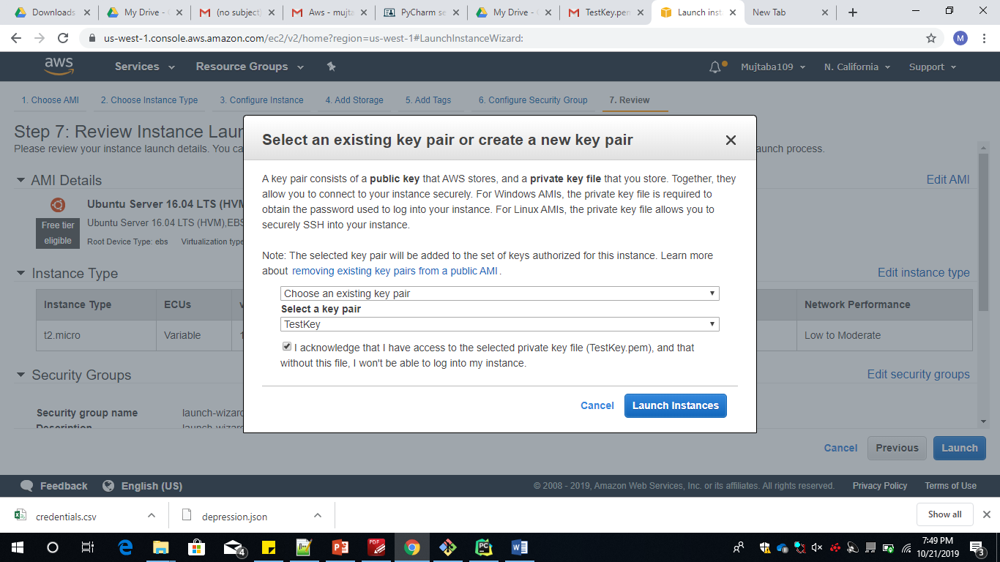 Downloads
My Drive -
(no subject)
Aws - mujta
PyCharm se
My Drive -
TestKey.pem
Launch inst
New Tab
us-west-1.console.aws.amazon.com/ec2/v2/home?region=us-west-1#LaunchInstanceWizard:
M
aws
Services
Resource Groups
Mujtaba109
N. California
Support
1. Choose AMI
2. Choose Instance Type
3. Configure Instance
4. Add Storage
5. Add Tags
6. Configure Security Group
7. Review
Step 7: Review Instance Laun
Please review your instance launch details. You ca
aunch process.
Select an existing key pair or create a new key pair
A key pair consists of a public key that AWS stores, and a private key file that you store. Together, they
allow you to connect to your instance securely. For Windows AMIs, the private key file is required to
obtain the password used to log into your instance. For Linux AMIs, the private key file allows you to
securely SSH into your instance.
Note: The selected key pair will be added to the set of keys authorized for this instance. Learn more
about removing existing key pairs from a public AMI .
Choose an existing key pair
Select a key pair
TestKey
I acknowledge that I have access to the selected private key file (TestKey.pem), and that
without this file, I won't be able to log into my instance.
Cancel
Launch Instances
AMI Details
Edit AMI
Ubuntu Server 16.04 LTS (HVM
Free tier
eligible
Ubuntu Server 16.04 LTS (HVM),EBS
Root Device Type: ebs Virtualization type
Instance Type
Edit instance type
Instance Type
ECUs
Network Performance
t2.micro
Variable
1
Low to Moderate
Security Groups
Edit security groups
Security group name
launch-wizard
Description
launch-wizard
Cancel
Previous
Launch
Feedback
English (US)
© 2008 - 2019, Amazon Web Services, Inc. or its affiliates. All rights reserved.
Privacy Policy
Terms of Use
credentials.csv
depression.json
Show all
4
7:49 PM
10/21/2019
3